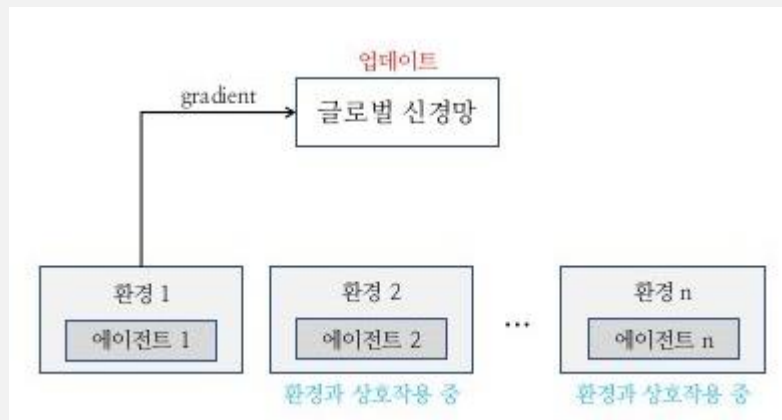 업데이트
gradient
글로벌 신경망
환경 1
에이전트 1
환경 2
에이전트 2
환경과 상호작용 중
...
환경 n
에이전트 n
환경과 상호작용 중